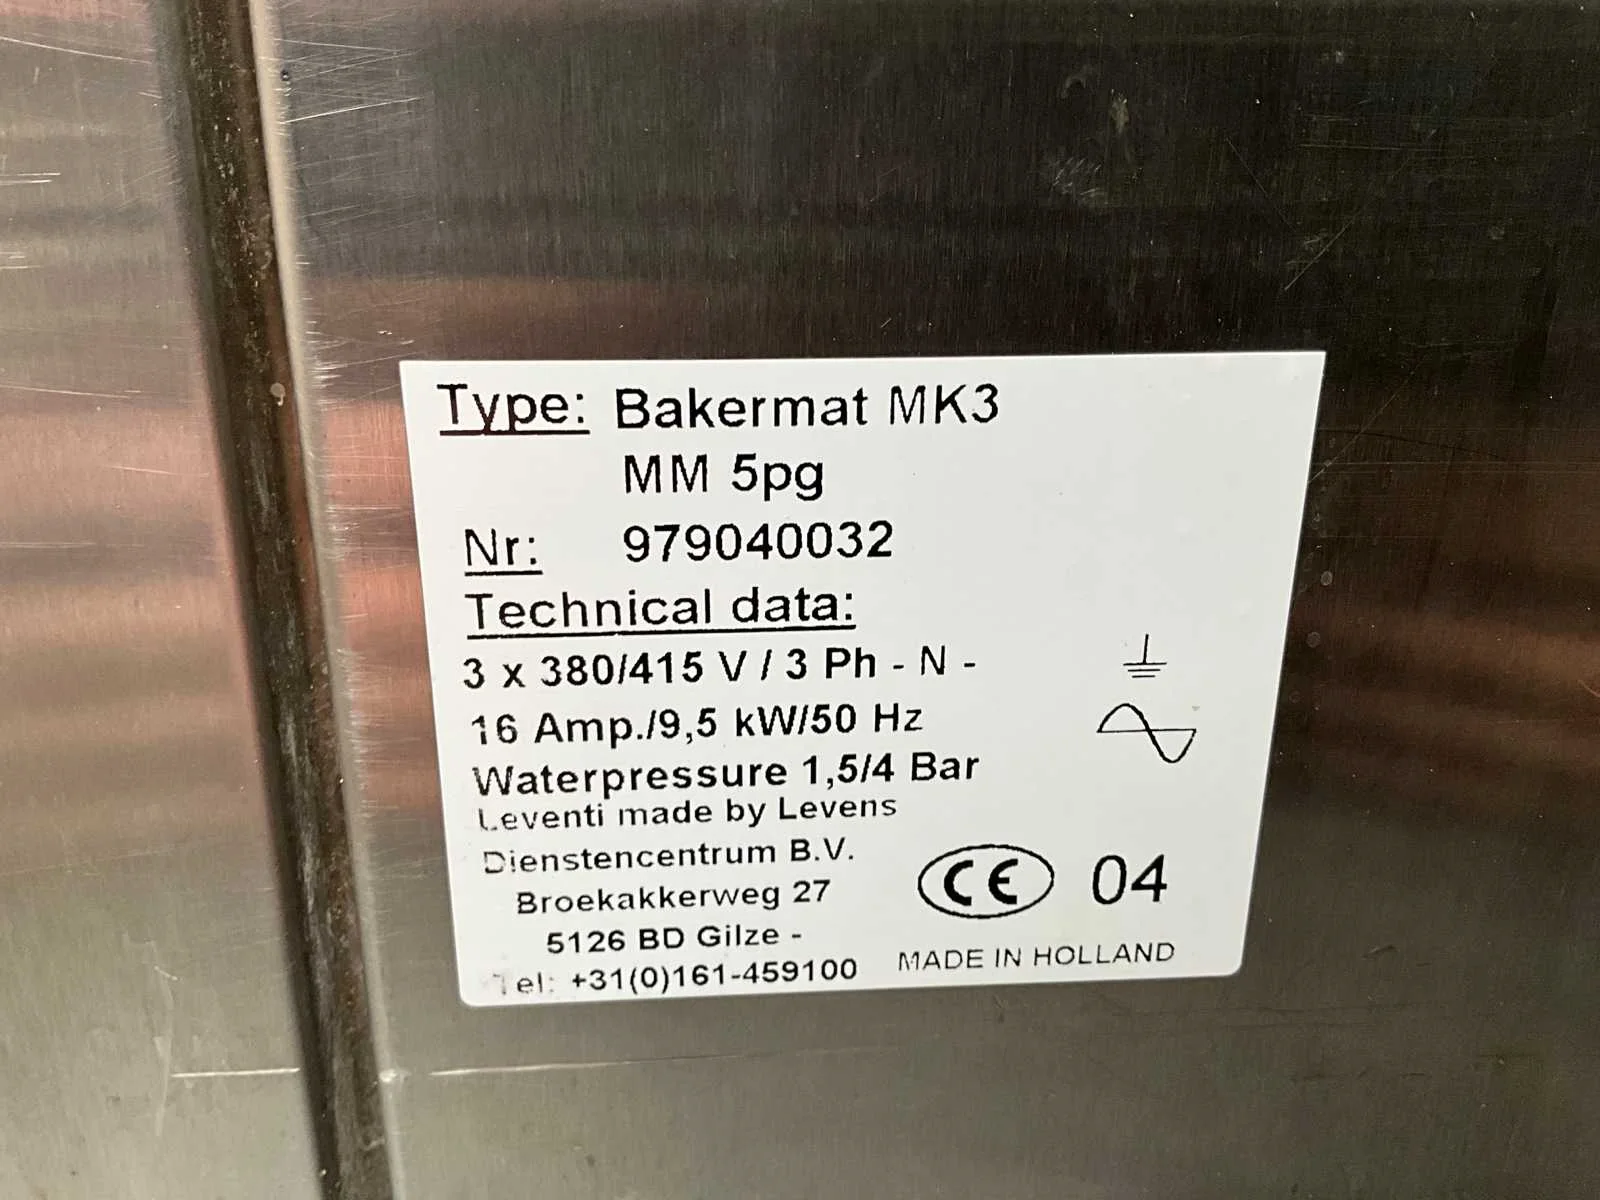 Type: Bakermat MK3
MM 5pg
Nr: 979040032
Technical data:
3 x 380/415 V / 3 Ph - N -
16 Amp./9,5 kW/50 Hz
Waterpressure 1,5/4 Bar
Leventi made by Levens
Dienstencentrum B.V.
Broekakkerweg 27
5126 BD Gilze -
Tel: +31(0)161-459100
CE 04
MADE IN HOLLAND